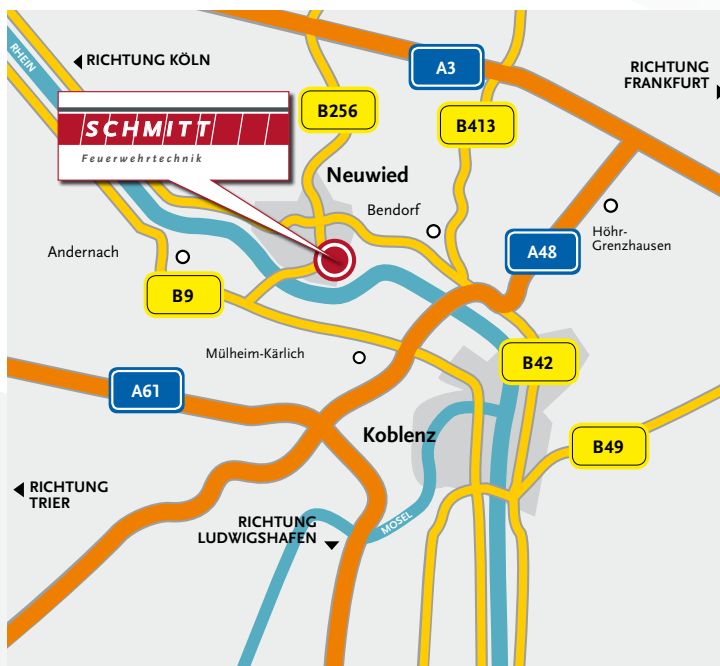 RHEIN
RICHTUNG KÖLN
A3
RICHTUNG
FRANKFURT
SCHMITT
Feuerwehrtechnik
B256
B413
Neuwied
Bendorf
Höhr-
Grenzhausen
Andernach
A48
B9
Mülheim-Kärlich
B42
A61
Koblenz
B49
RICHTUNG
TRIER
RICHTUNG
LUDWIGSHAFEN
MOSEL